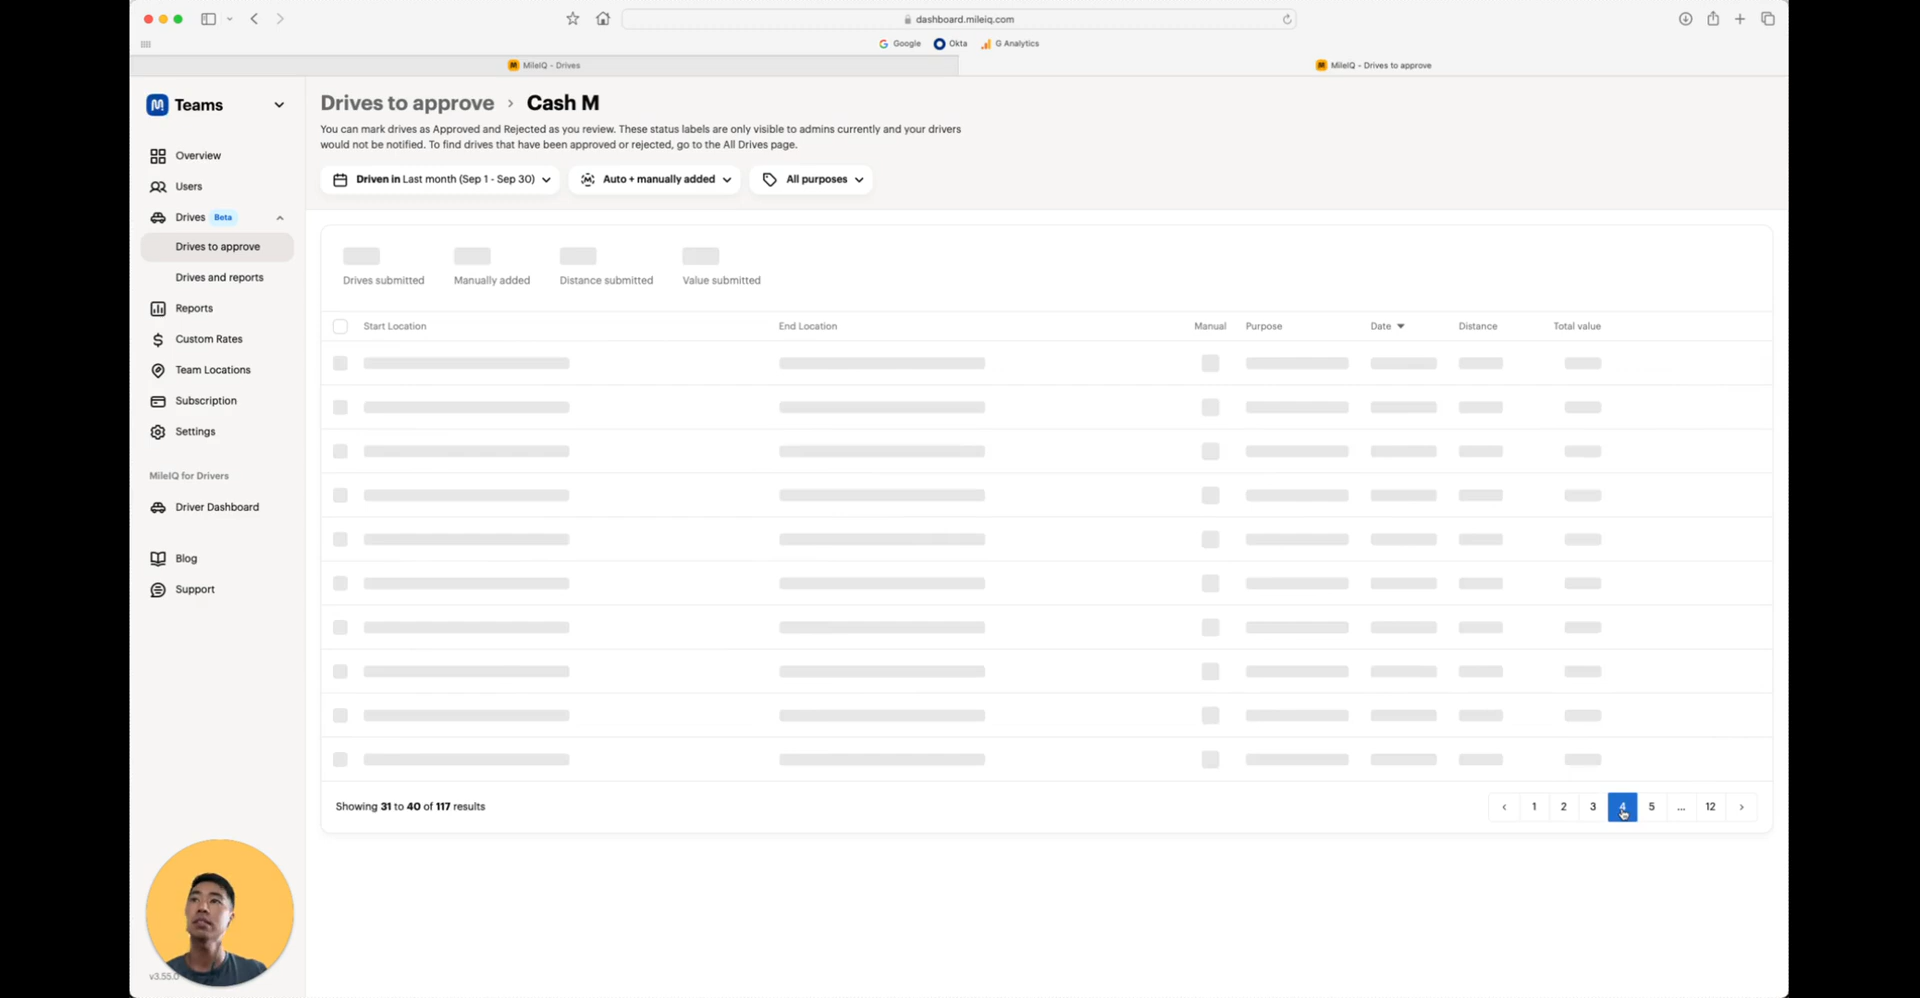 dashboard.mileiq.com
Google
Okta
G Analytics
MileIQ - Drives
MileIQ - Drives to approve
Teams
Overview
Users
Drives Beta
Drives to approve
Drives and reports
Reports
Custom Rates
Team Locations
Subscription
Settings
MileIQ for Drivers
Driver Dashboard
Blog
Support
v3.55.0
Drives to approve › Cash M
You can mark drives as Approved and Rejected as you review. These status labels are only visible to admins currently and your drivers
would not be notified. To find drives that have been approved or rejected, go to the All Drives page.
Driven in Last month (Sep 1 - Sep 30)
Auto + manually added
All purposes
Drives submitted
Manually added
Distance submitted
Value submitted
Start Location End Location Manual Purpose Date Distance Total value
Showing 31 to 40 of 117 results
‹ 1 2 3 4 5 ... 12 ›